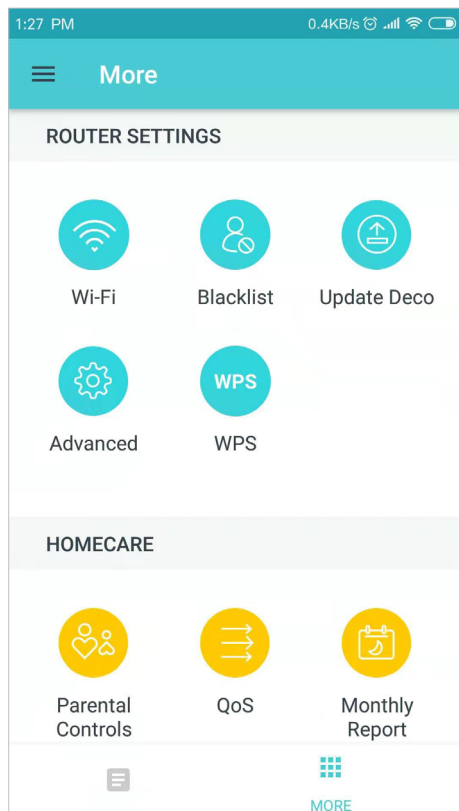 1:27 PM 0.4KB/s
More
ROUTER SETTINGS
Wi-Fi Blacklist Update Deco
WPS
Advanced WPS
HOMECARE
Parental Controls QoS Monthly Report
MORE